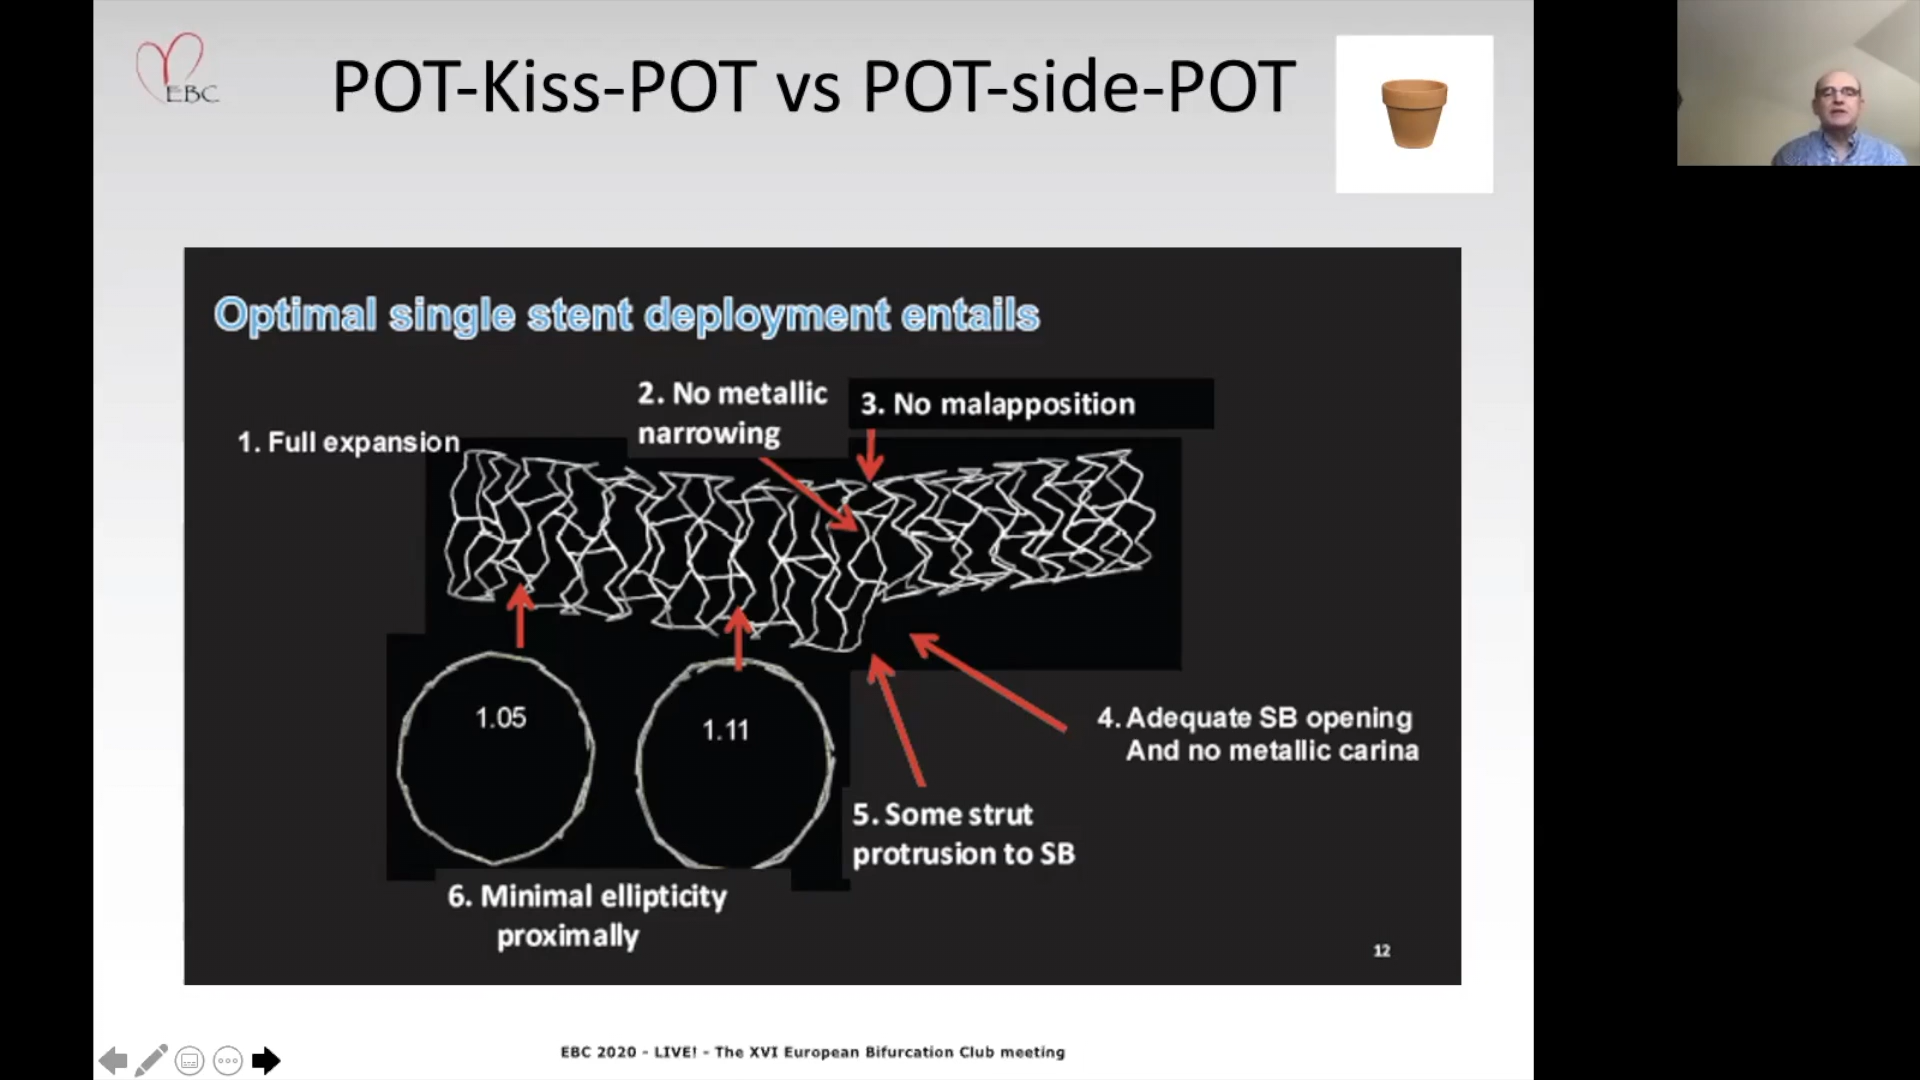 EBC
POT-Kiss-POT vs POT-side-POT
Optimal single stent deployment entails
1. Full expansion
2. No metallic
narrowing
3. No malapposition
1.05
1.11
4. Adequate SB opening
And no metallic carina
5. Some strut
protrusion to SB
6. Minimal ellipticity
proximally
12
EBC 2020 - LIVE! - The XVI European Bifurcation Club meeting